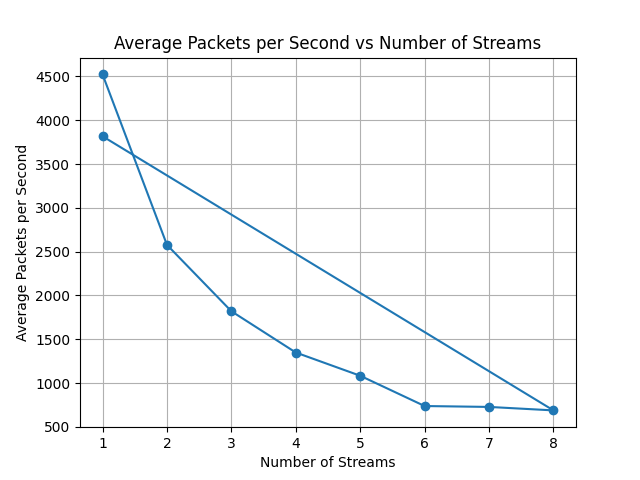 Average Packets per Second vs Number of Streams
Average Packets per Second
4500
4000
3500
3000
2500
2000
1500
1000
500
1 2 3 4 5 6 7 8
Number of Streams